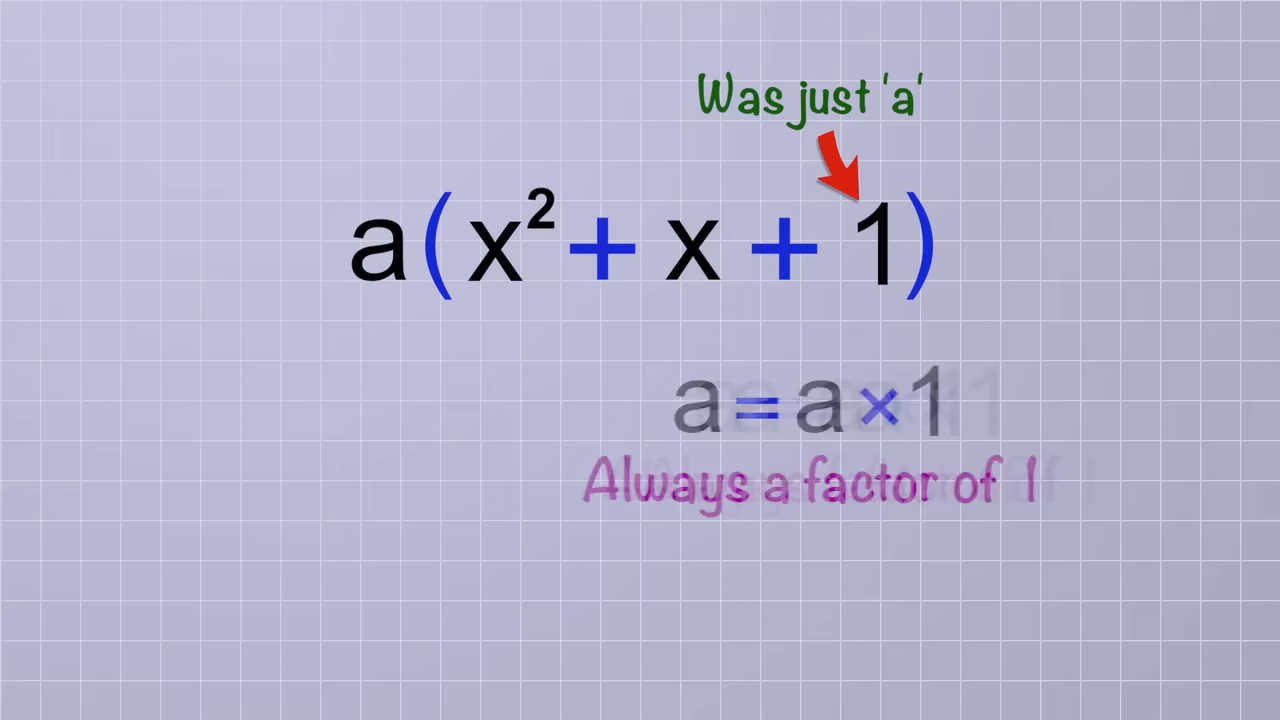 Was just 'a'
a(x² + x + 1)
a = a × 1
Always a factor of 1